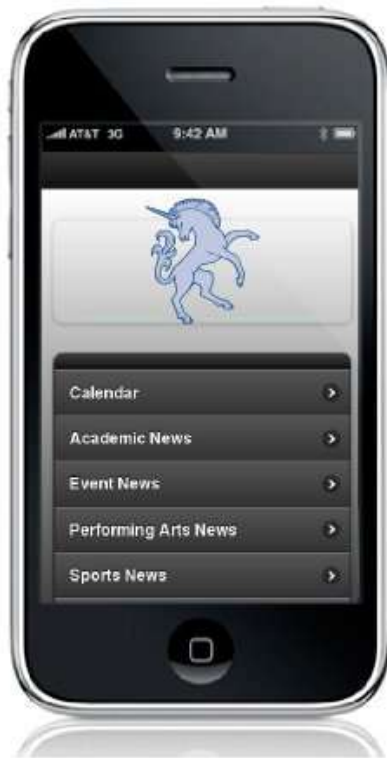 AT&T 3G 9:42 AM
Calendar
Academic News
Event News
Performing Arts News
Sports News